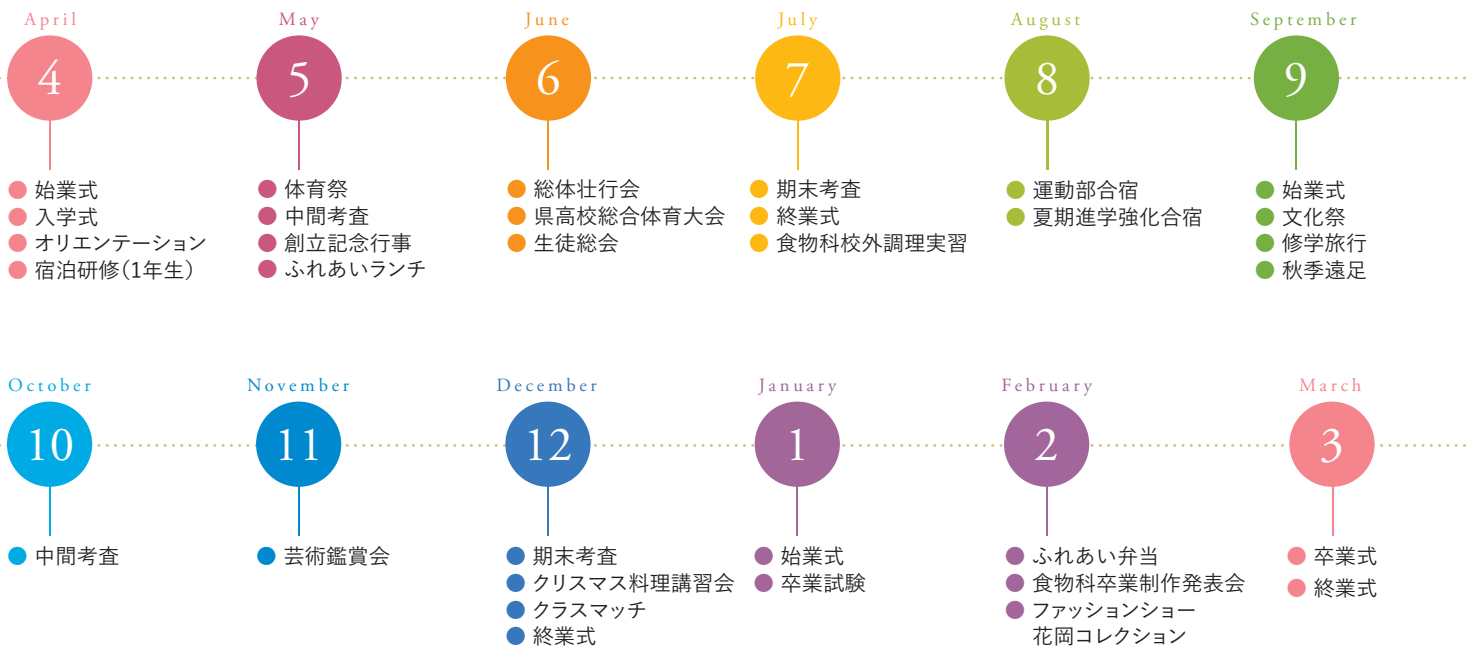 April
4
始業式
入学式
オリエンテーション
宿泊研修(1年生)
May
5
体育祭
中間考査
創立記念行事
ふれあいランチ
June
6
総体壮行会
県高校総合体育大会
生徒総会
July
7
期末考査
終業式
食物科校外調理実習
August
8
運動部合宿
夏期進学強化合宿
September
9
始業式
文化祭
修学旅行
秋季遠足
October
10
中間考査
November
11
芸術鑑賞会
December
12
期末考査
クリスマス料理講習会
クラスマッチ
終業式
January
1
始業式
卒業試験
February
2
ふれあい弁当
食物科卒業制作発表会
ファッションショー
花岡コレクション
March
3
卒業式
終業式